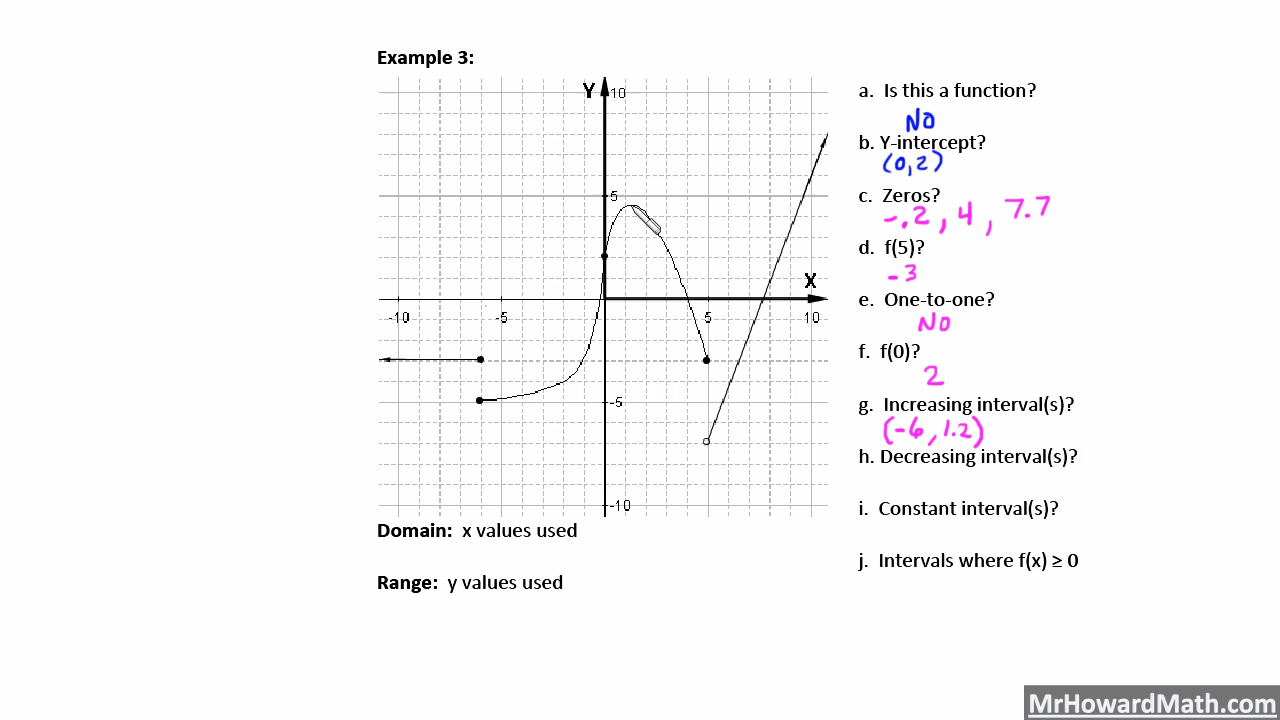 Example 3:
Y
10
5
X
-10
-5
5
10
-5
-10
Domain: x values used
Range: y values used
a. Is this a function?
NO
b. Y-intercept?
(0,2)
c. Zeros?
-.2, 4, 7.7
d. f(5)?
-3
e. One-to-one?
NO
f. f(0)?
2
g. Increasing interval(s)?
(-6, 1.2)
h. Decreasing interval(s)?
i. Constant interval(s)?
j. Intervals where f(x) ≥ 0
MrHowardMath.com